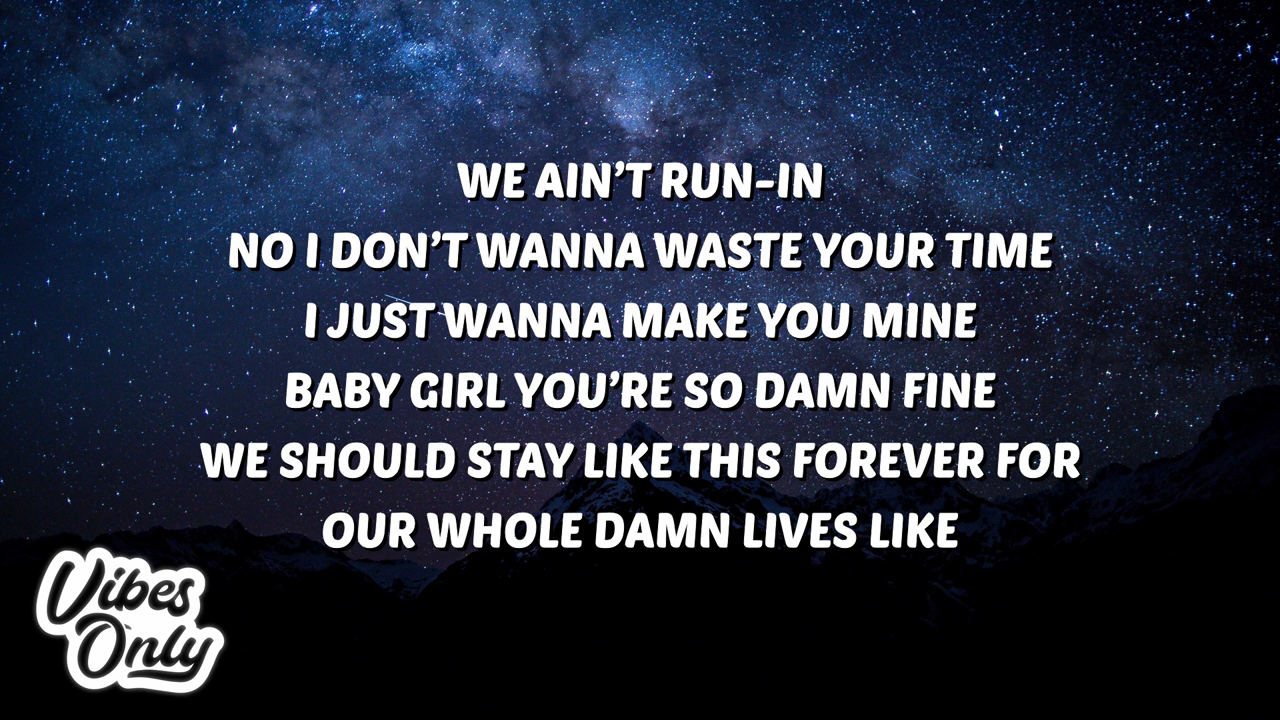 WE AIN’T RUN-IN
NO I DON’T WANNA WASTE YOUR TIME
I JUST WANNA MAKE YOU MINE
BABY GIRL YOU’RE SO DAMN FINE
WE SHOULD STAY LIKE THIS FOREVER FOR
OUR WHOLE DAMN LIVES LIKE
Vibes
Only